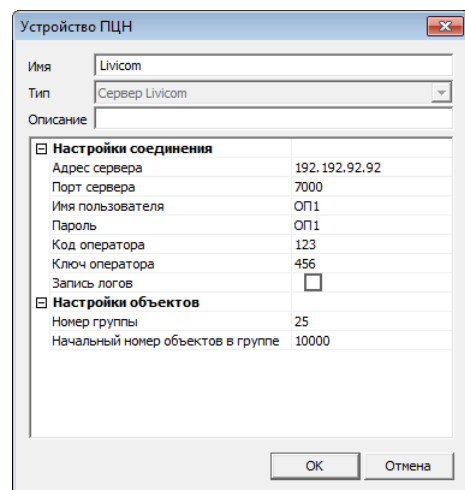 Устройство ПЦН
Имя Livicom
Тип Сервер Livicom
Описание
Настройки соединения
Адрес сервера 192.192.92.92
Порт сервера 7000
Имя пользователя ОП1
Пароль ОП1
Код оператора 123
Ключ оператора 456
Запись логов
Настройки объектов
Номер группы 25
Начальный номер объектов в группе 10000
OK Отмена